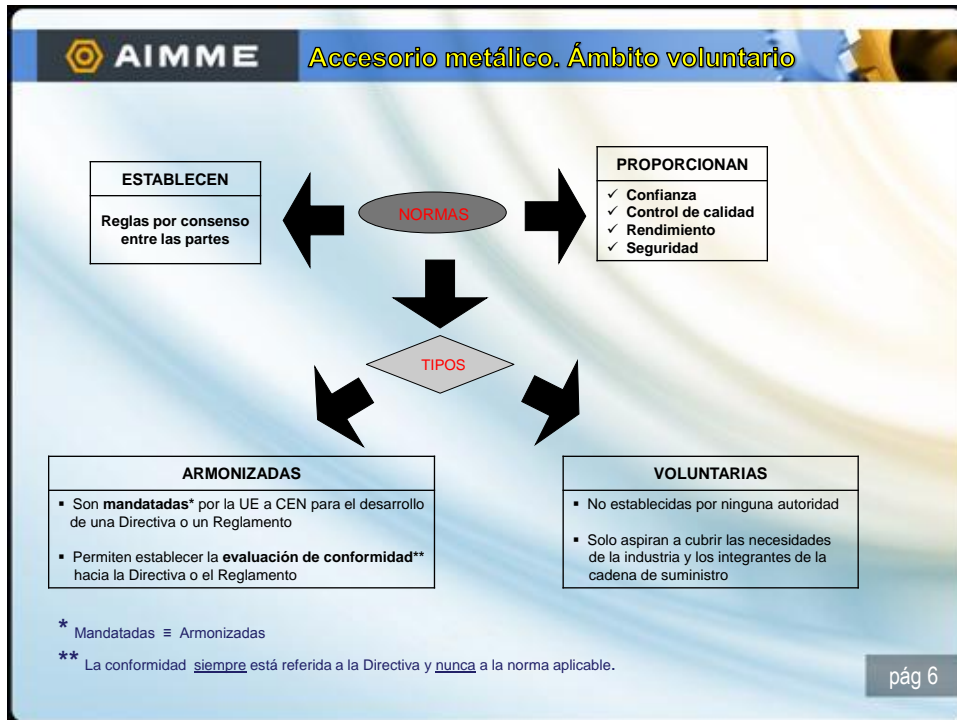 AIMME
Accesorio metálico. Ámbito voluntario
ESTABLECEN
Reglas por consenso
entre las partes
NORMAS
PROPORCIONAN
✓ Confianza
✓ Control de calidad
✓ Rendimiento
✓ Seguridad
TIPOS
ARMONIZADAS
▪ Son mandatadas* por la UE a CEN para el desarrollo
de una Directiva o un Reglamento
▪ Permiten establecer la evaluación de conformidad**
hacia la Directiva o el Reglamento
VOLUNTARIAS
▪ No establecidas por ninguna autoridad
▪ Solo aspiran a cubrir las necesidades
de la industria y los integrantes de la
cadena de suministro
* Mandatadas ≡ Armonizadas
** La conformidad siempre está referida a la Directiva y nunca a la norma aplicable.
pág 6